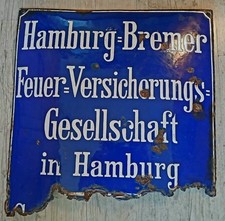 Hamburg=Bremer
Feuer=Versicherungs=
Gesellschaft
in Hamburg